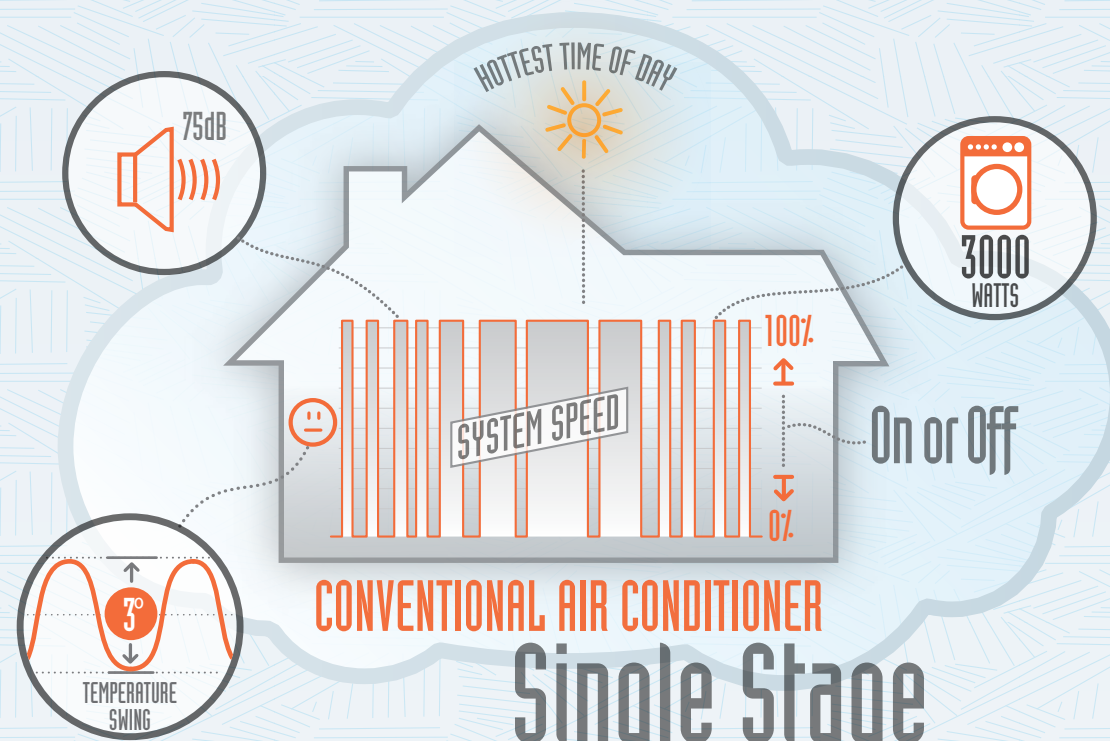 HOTTEST TIME OF DAY
75dB
3000
WATTS
100%
SYSTEM SPEED
On or Off
0%
3°
TEMPERATURE
SWING
CONVENTIONAL AIR CONDITIONER
Single Stage